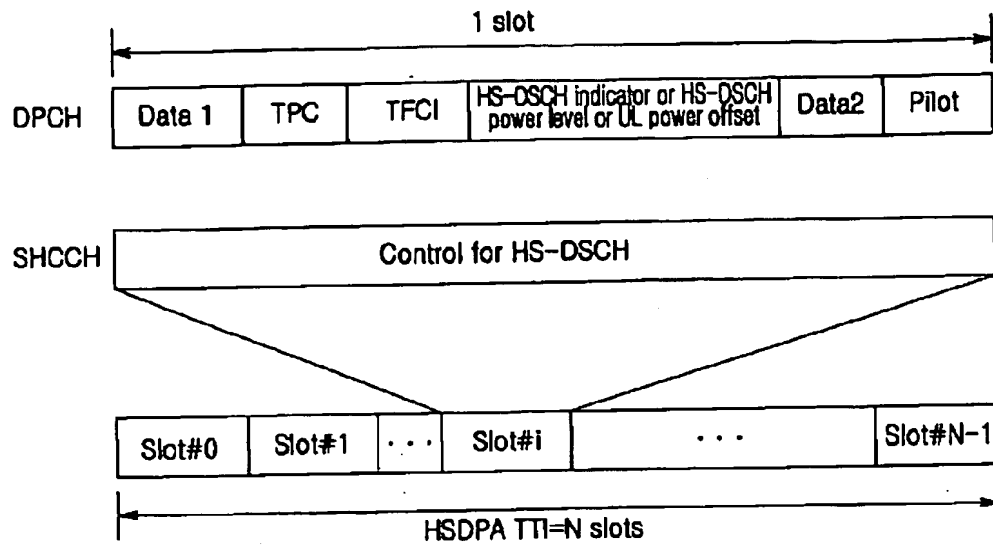 1 slot
DPCH
Data 1
TPC
TFCI
HS-DSCH indicator or HS-DSCH
power level or UL power offset
Data2
Pilot
SHCCH
Control for HS-DSCH
Slot#0
Slot#1
···
Slot#i
···
Slot#N-1
HSDPA TTI=N slots